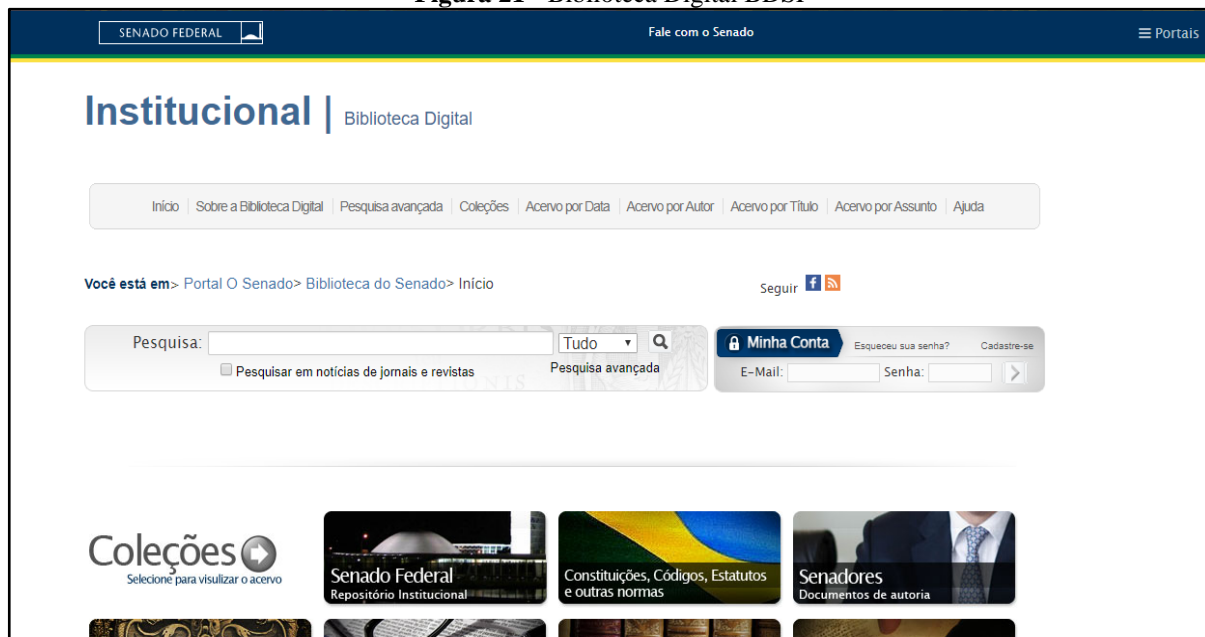 Figura 21 - Biblioteca Digital BDSF
SENADO FEDERAL
Fale com o Senado
Portais
Institucional | Biblioteca Digital
Início | Sobre a Biblioteca Digital | Pesquisa avançada | Coleções | Acervo por Data | Acervo por Autor | Acervo por Título | Acervo por Assunto | Ajuda
Você está em> Portal O Senado> Biblioteca do Senado> Início
Seguir
Pesquisa:
Tudo
Pesquisar em notícias de jornais e revistas
Pesquisa avançada
Minha Conta
Esqueceu sua senha?
Cadastre-se
E-Mail:
Senha:
Coleções
Selecione para visulizar o acervo
Senado Federal
Repositório Institucional
Constituições, Códigos, Estatutos
e outras normas
Senadores
Documentos de autoria